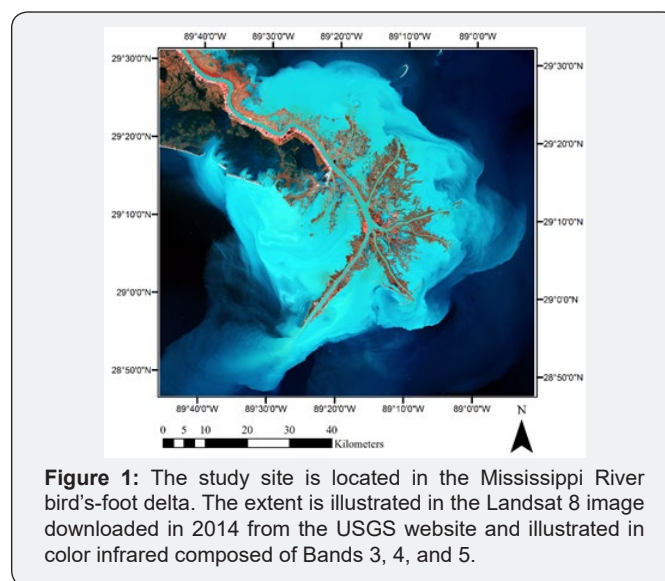 89°40'0"W 89°30'0"W 89°20'0"W 89°10'0"W 89°0'0"W
29°30'0"N 29°30'0"N
29°20'0"N 29°20'0"N
29°10'0"N 29°10'0"N
29°0'0"N 29°0'0"N
28°50'0"N 28°50'0"N
89°40'0"W 89°30'0"W 89°20'0"W 89°10'0"W 89°0'0"W
N
0 5 10 20 30 40
Kilometers
Figure 1: The study site is located in the Mississippi River
bird's-foot delta. The extent is illustrated in the Landsat 8 image
downloaded in 2014 from the USGS website and illustrated in
color infrared composed of Bands 3, 4, and 5.